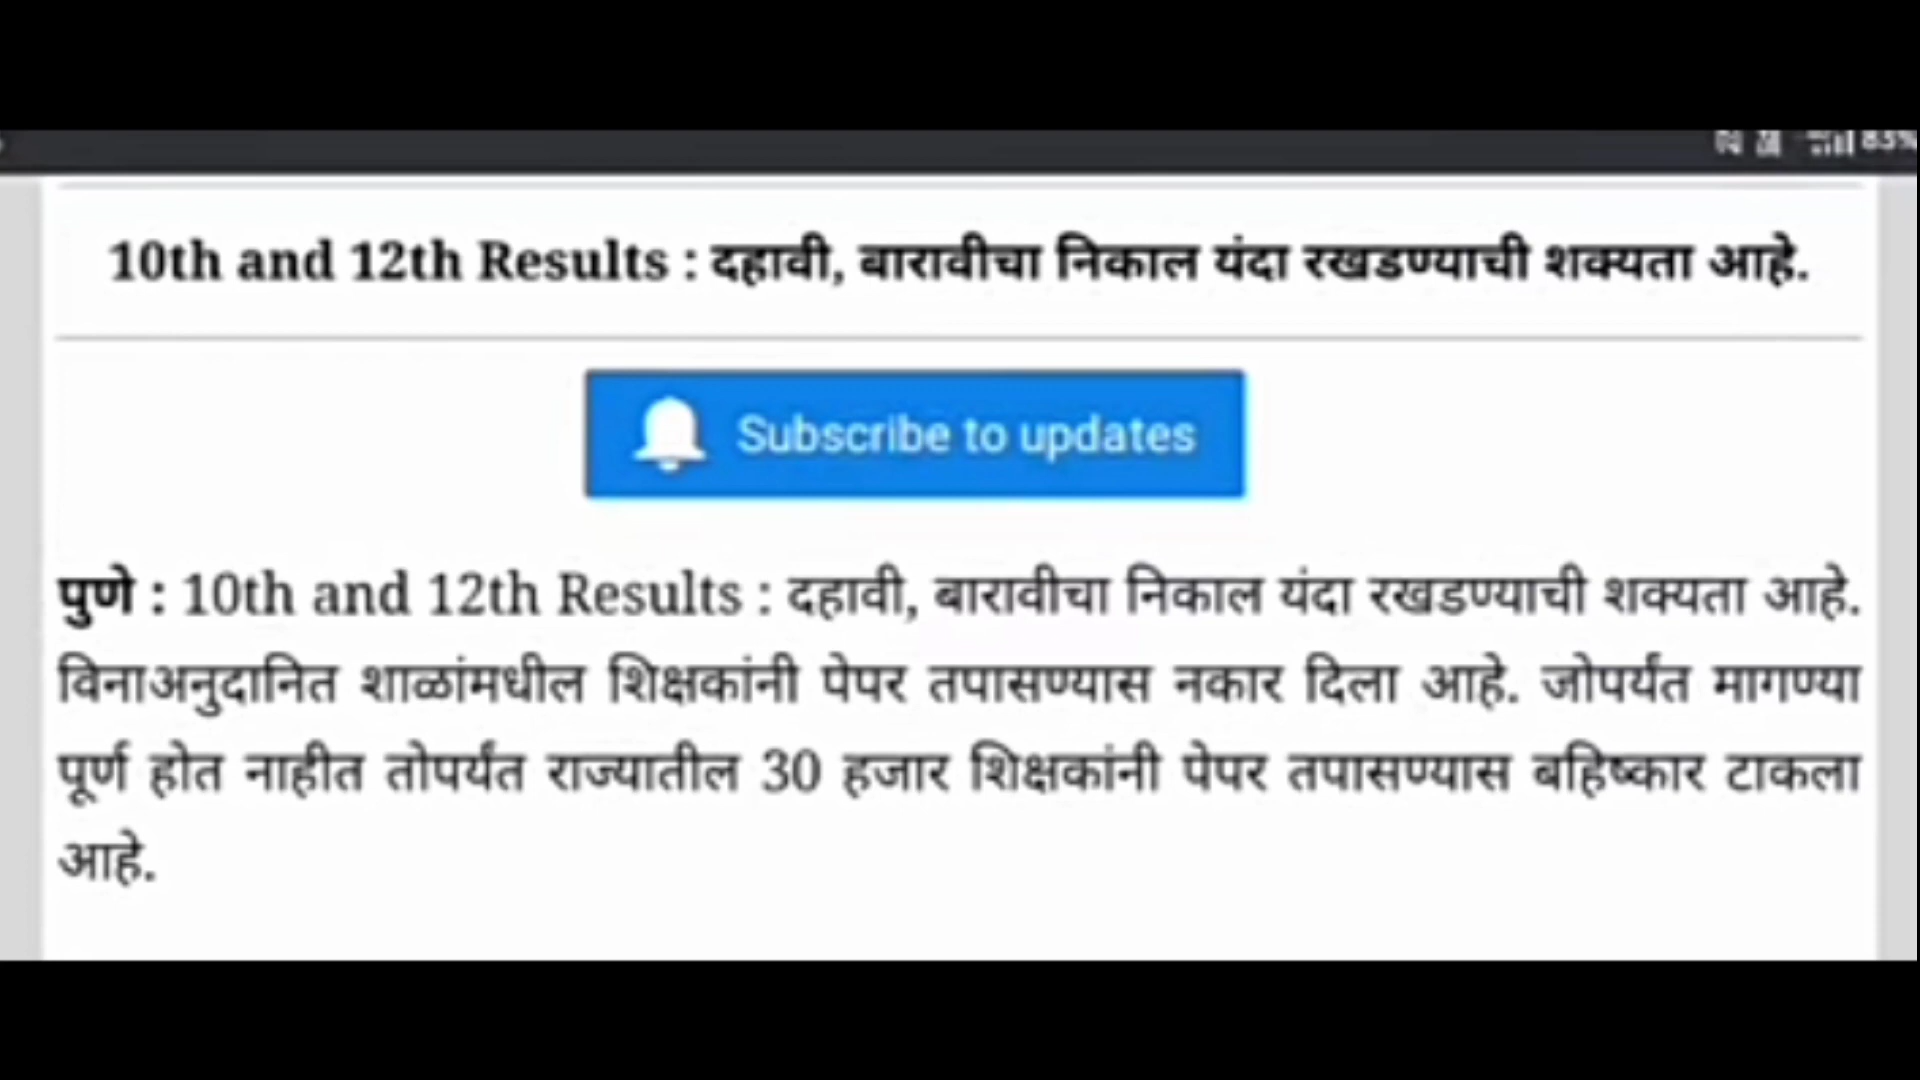 83%
10th and 12th Results : दहावी, बारावीचा निकाल यंदा रखडण्याची शक्यता आहे.
Subscribe to updates
पुणे : 10th and 12th Results : दहावी, बारावीचा निकाल यंदा रखडण्याची शक्यता आहे.
विनाअनुदानित शाळांमधील शिक्षकांनी पेपर तपासण्यास नकार दिला आहे. जोपर्यंत मागण्या
पूर्ण होत नाहीत तोपर्यंत राज्यातील 30 हजार शिक्षकांनी पेपर तपासण्यास बहिष्कार टाकला
आहे.